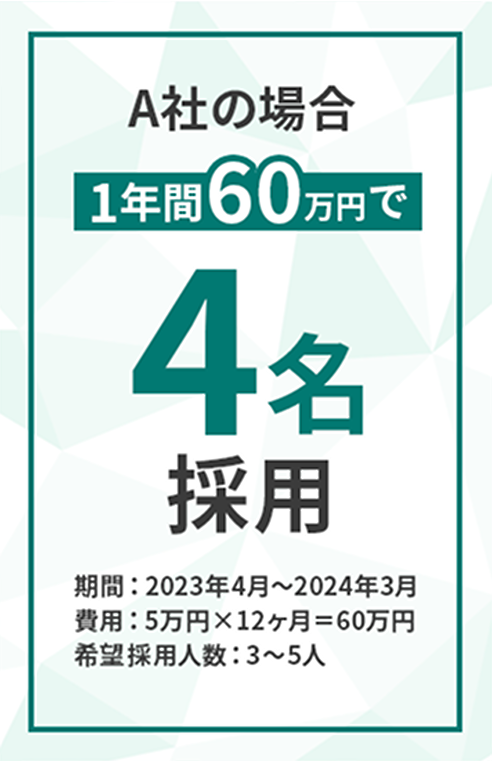 A社の場合
1年間60万円で
4名
採用
期間：2023年4月～2024年3月
費用：5万円×12ヶ月＝60万円
希望採用人数：3～5人